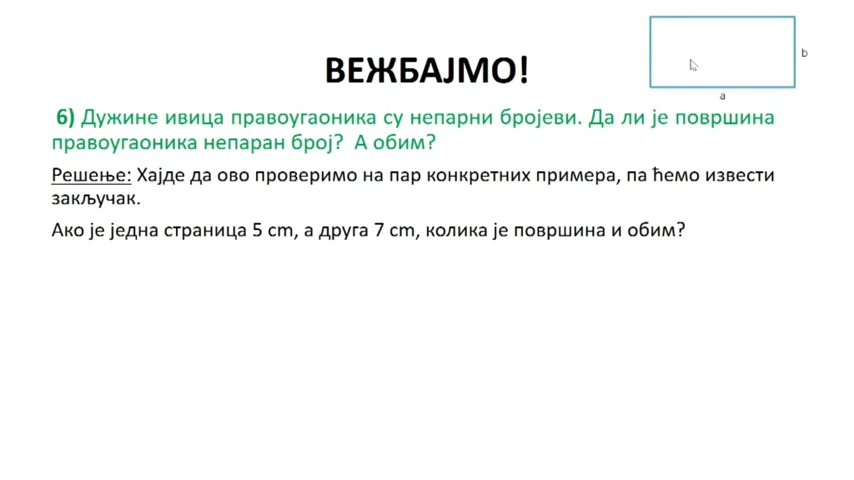 ВЕЖБАЈМО!
b
a
6) Дужине ивица правоугаоника су непарни бројеви. Да ли је површина
правоугаоника непаран број? А обим?
Решење: Хајде да ово проверимо на пар конкретних примера, па ћемо извести
закључак.
Ако је једна страница 5 cm, а друга 7 cm, колика је површина и обим?